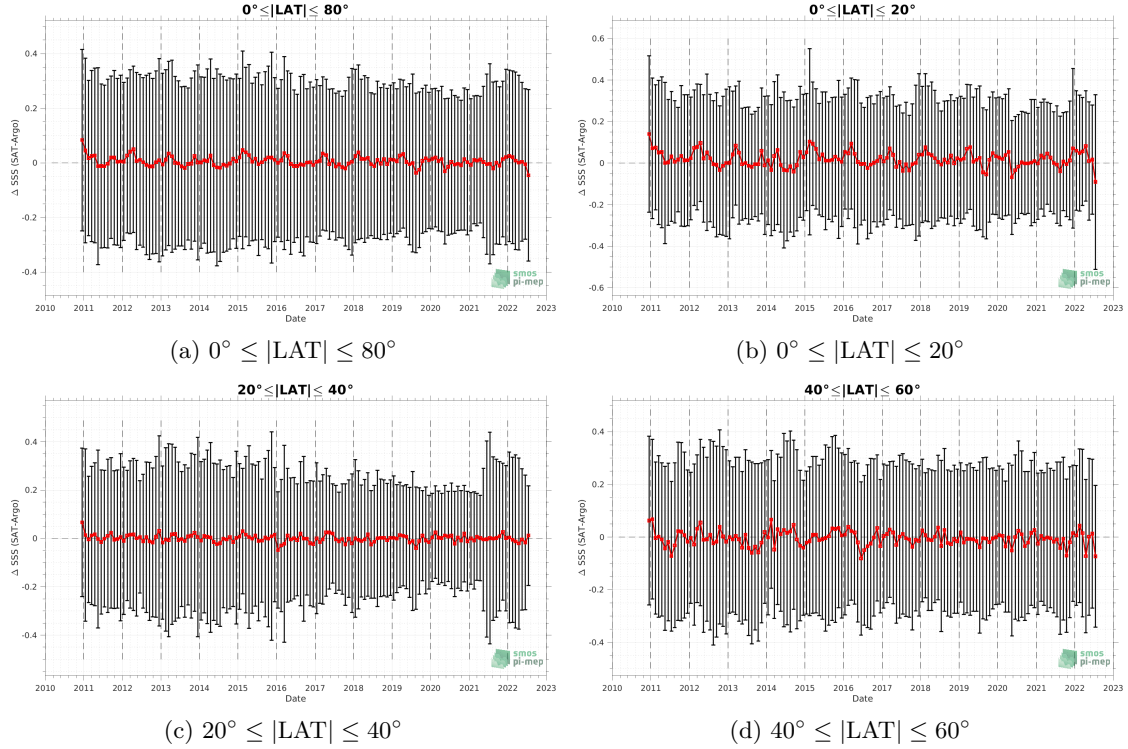 0°≤|LAT|≤ 80°
Δ SSS (SAT-Argo)
0.4
0.2
0
-0.2
-0.4
2010 2011 2012 2013 2014 2015 2016 2017 2018 2019 2020 2021 2022 2023
Date
smos
pi-mep
(a) 0° ≤ |LAT| ≤ 80°
0°≤|LAT|≤ 20°
Δ SSS (SAT-Argo)
0.6
0.4
0.2
0
-0.2
-0.4
-0.6
2010 2011 2012 2013 2014 2015 2016 2017 2018 2019 2020 2021 2022 2023
Date
smos
pi-mep
(b) 0° ≤ |LAT| ≤ 20°
20°≤|LAT|≤ 40°
Δ SSS (SAT-Argo)
0.4
0.2
0
-0.2
-0.4
2010 2011 2012 2013 2014 2015 2016 2017 2018 2019 2020 2021 2022 2023
Date
smos
pi-mep
(c) 20° ≤ |LAT| ≤ 40°
40°≤|LAT|≤ 60°
Δ SSS (SAT-Argo)
0.4
0.2
0
-0.2
-0.4
2010 2011 2012 2013 2014 2015 2016 2017 2018 2019 2020 2021 2022 2023
Date
smos
pi-mep
(d) 40° ≤ |LAT| ≤ 60°